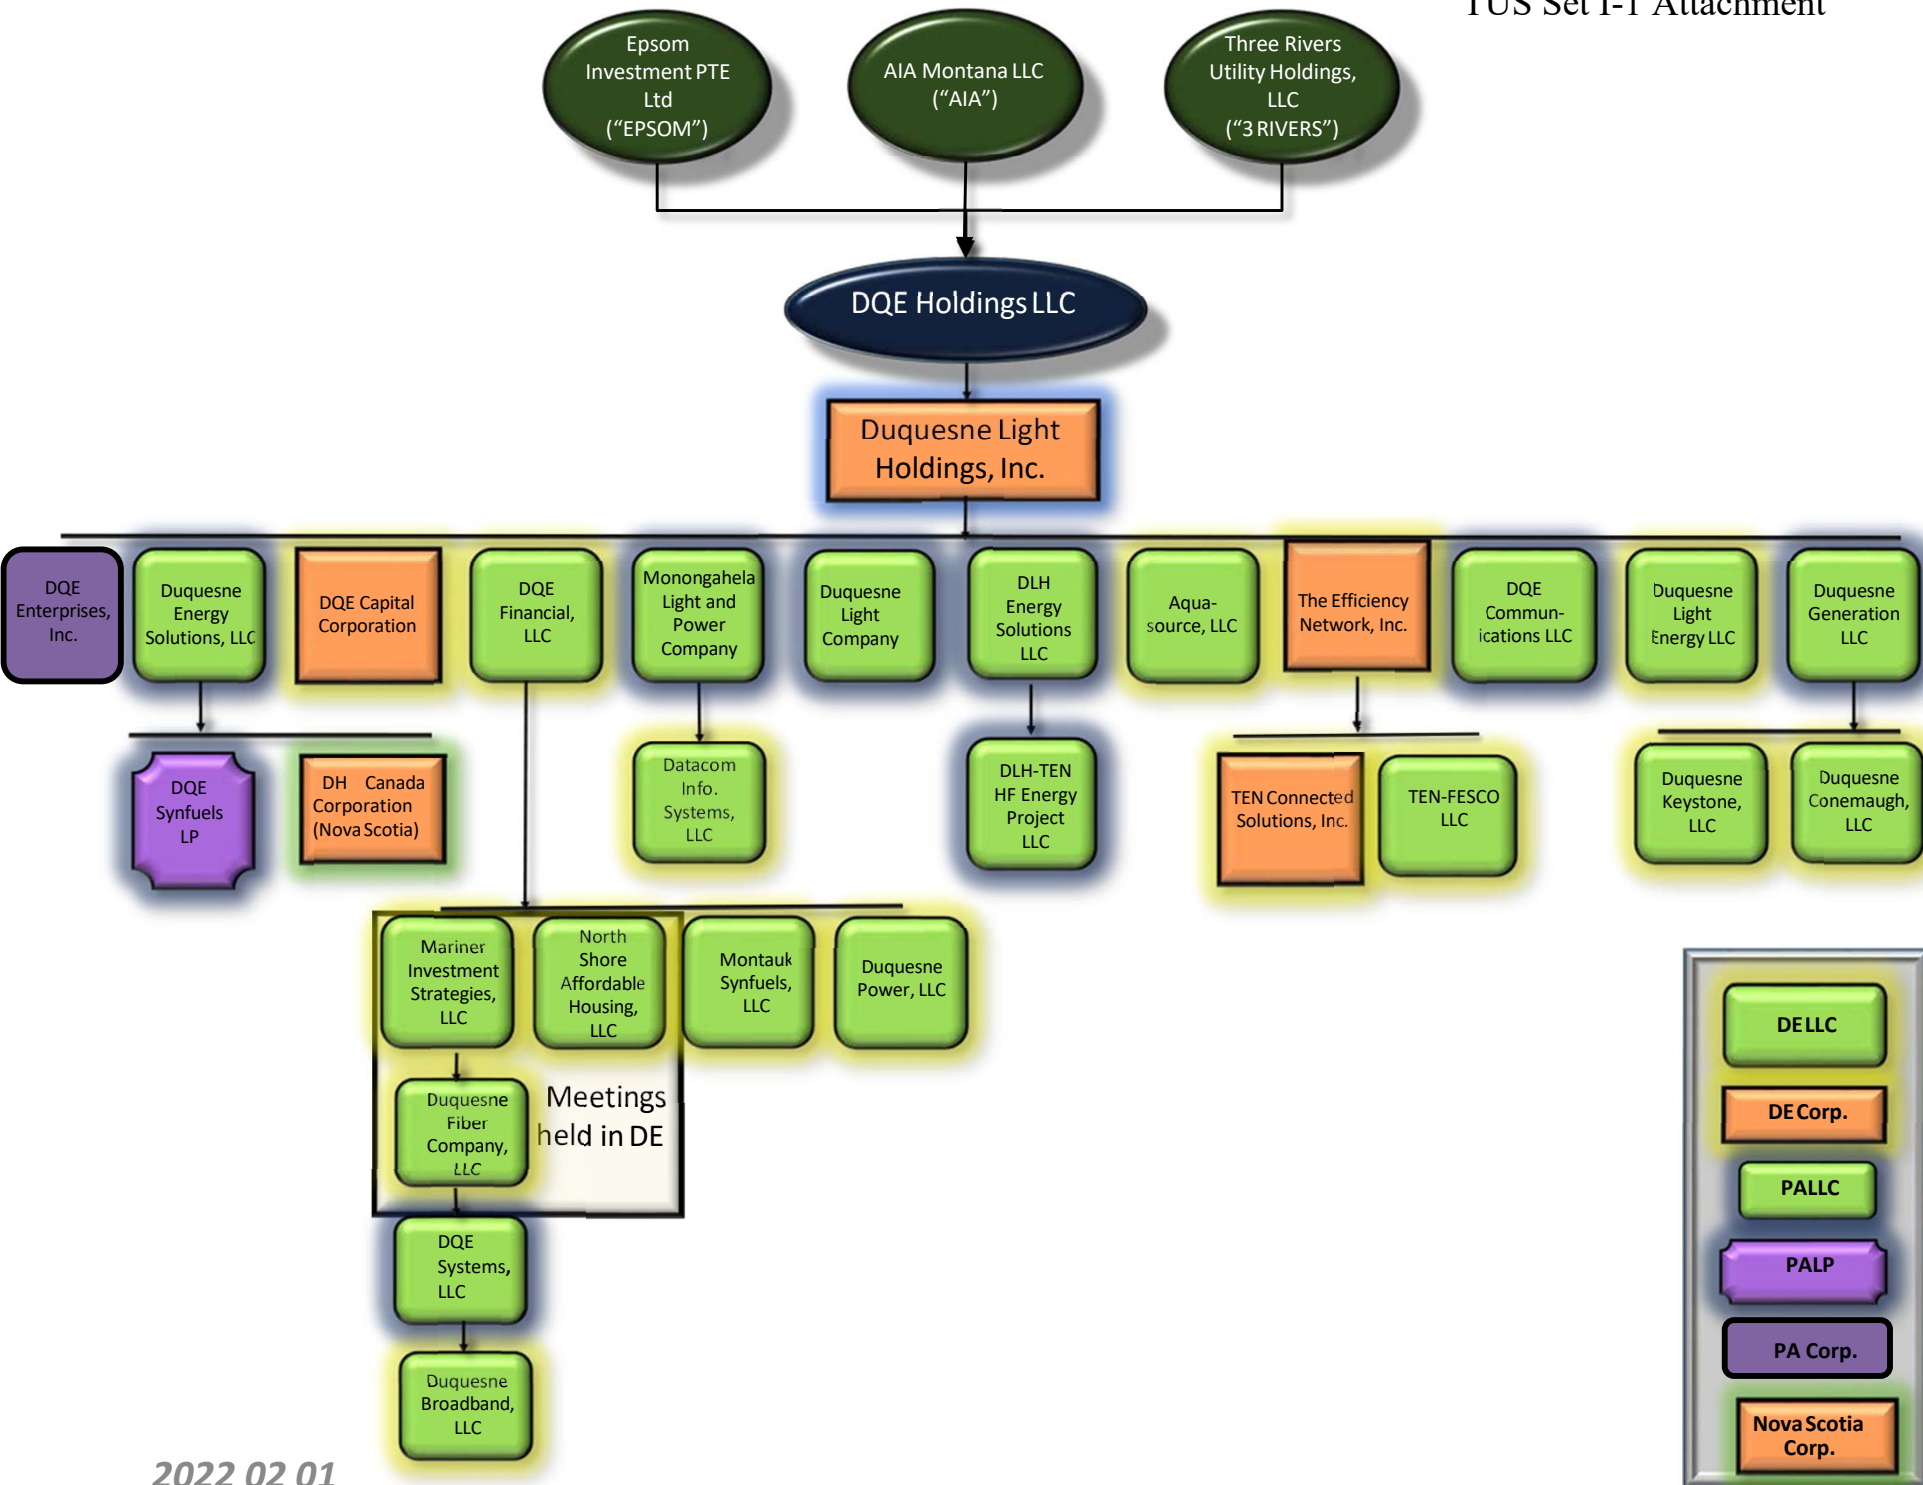 TUS Set I-1 Attachment
Epsom
Investment PTE
Ltd
("EPSOM")
AIA Montana LLC
("AIA")
Three Rivers
Utility Holdings,
LLC
("3 RIVERS")
DQE Holdings LLC
Duquesne Light
Holdings, Inc.
DQE
Enterprises,
Inc.
Duquesne
Energy
Solutions, LLC
DQE Capital
Corporation
DQE
Financial,
LLC
Monongahela
Light and
Power
Company
Duquesne
Light
Company
DLH
Energy
Solutions
LLC
Aqua-
source, LLC
The Efficiency
Network, Inc.
DQE
Commun-
ications LLC
Duquesne
Light
Energy LLC
Duquesne
Generation
LLC
DQE
Synfuels
LP
DH Canada
Corporation
(Nova Scotia)
Datacom
Info.
Systems,
LLC
DLH-TEN
HF Energy
Project
LLC
TEN Connected
Solutions, Inc.
TEN-FESCO
LLC
Duquesne
Keystone,
LLC
Duquesne
Conemaugh,
LLC
Mariner
Investment
Strategies,
LLC
North
Shore
Affordable
Housing,
LLC
Montauk
Synfuels,
LLC
Duquesne
Power, LLC
Duquesne
Fiber
Company,
LLC
Meetings
held in DE
DQE
Systems,
LLC
Duquesne
Broadband,
LLC
DE LLC
DE Corp.
PA LLC
PA LP
PA Corp.
Nova Scotia
Corp.
2022 02 01